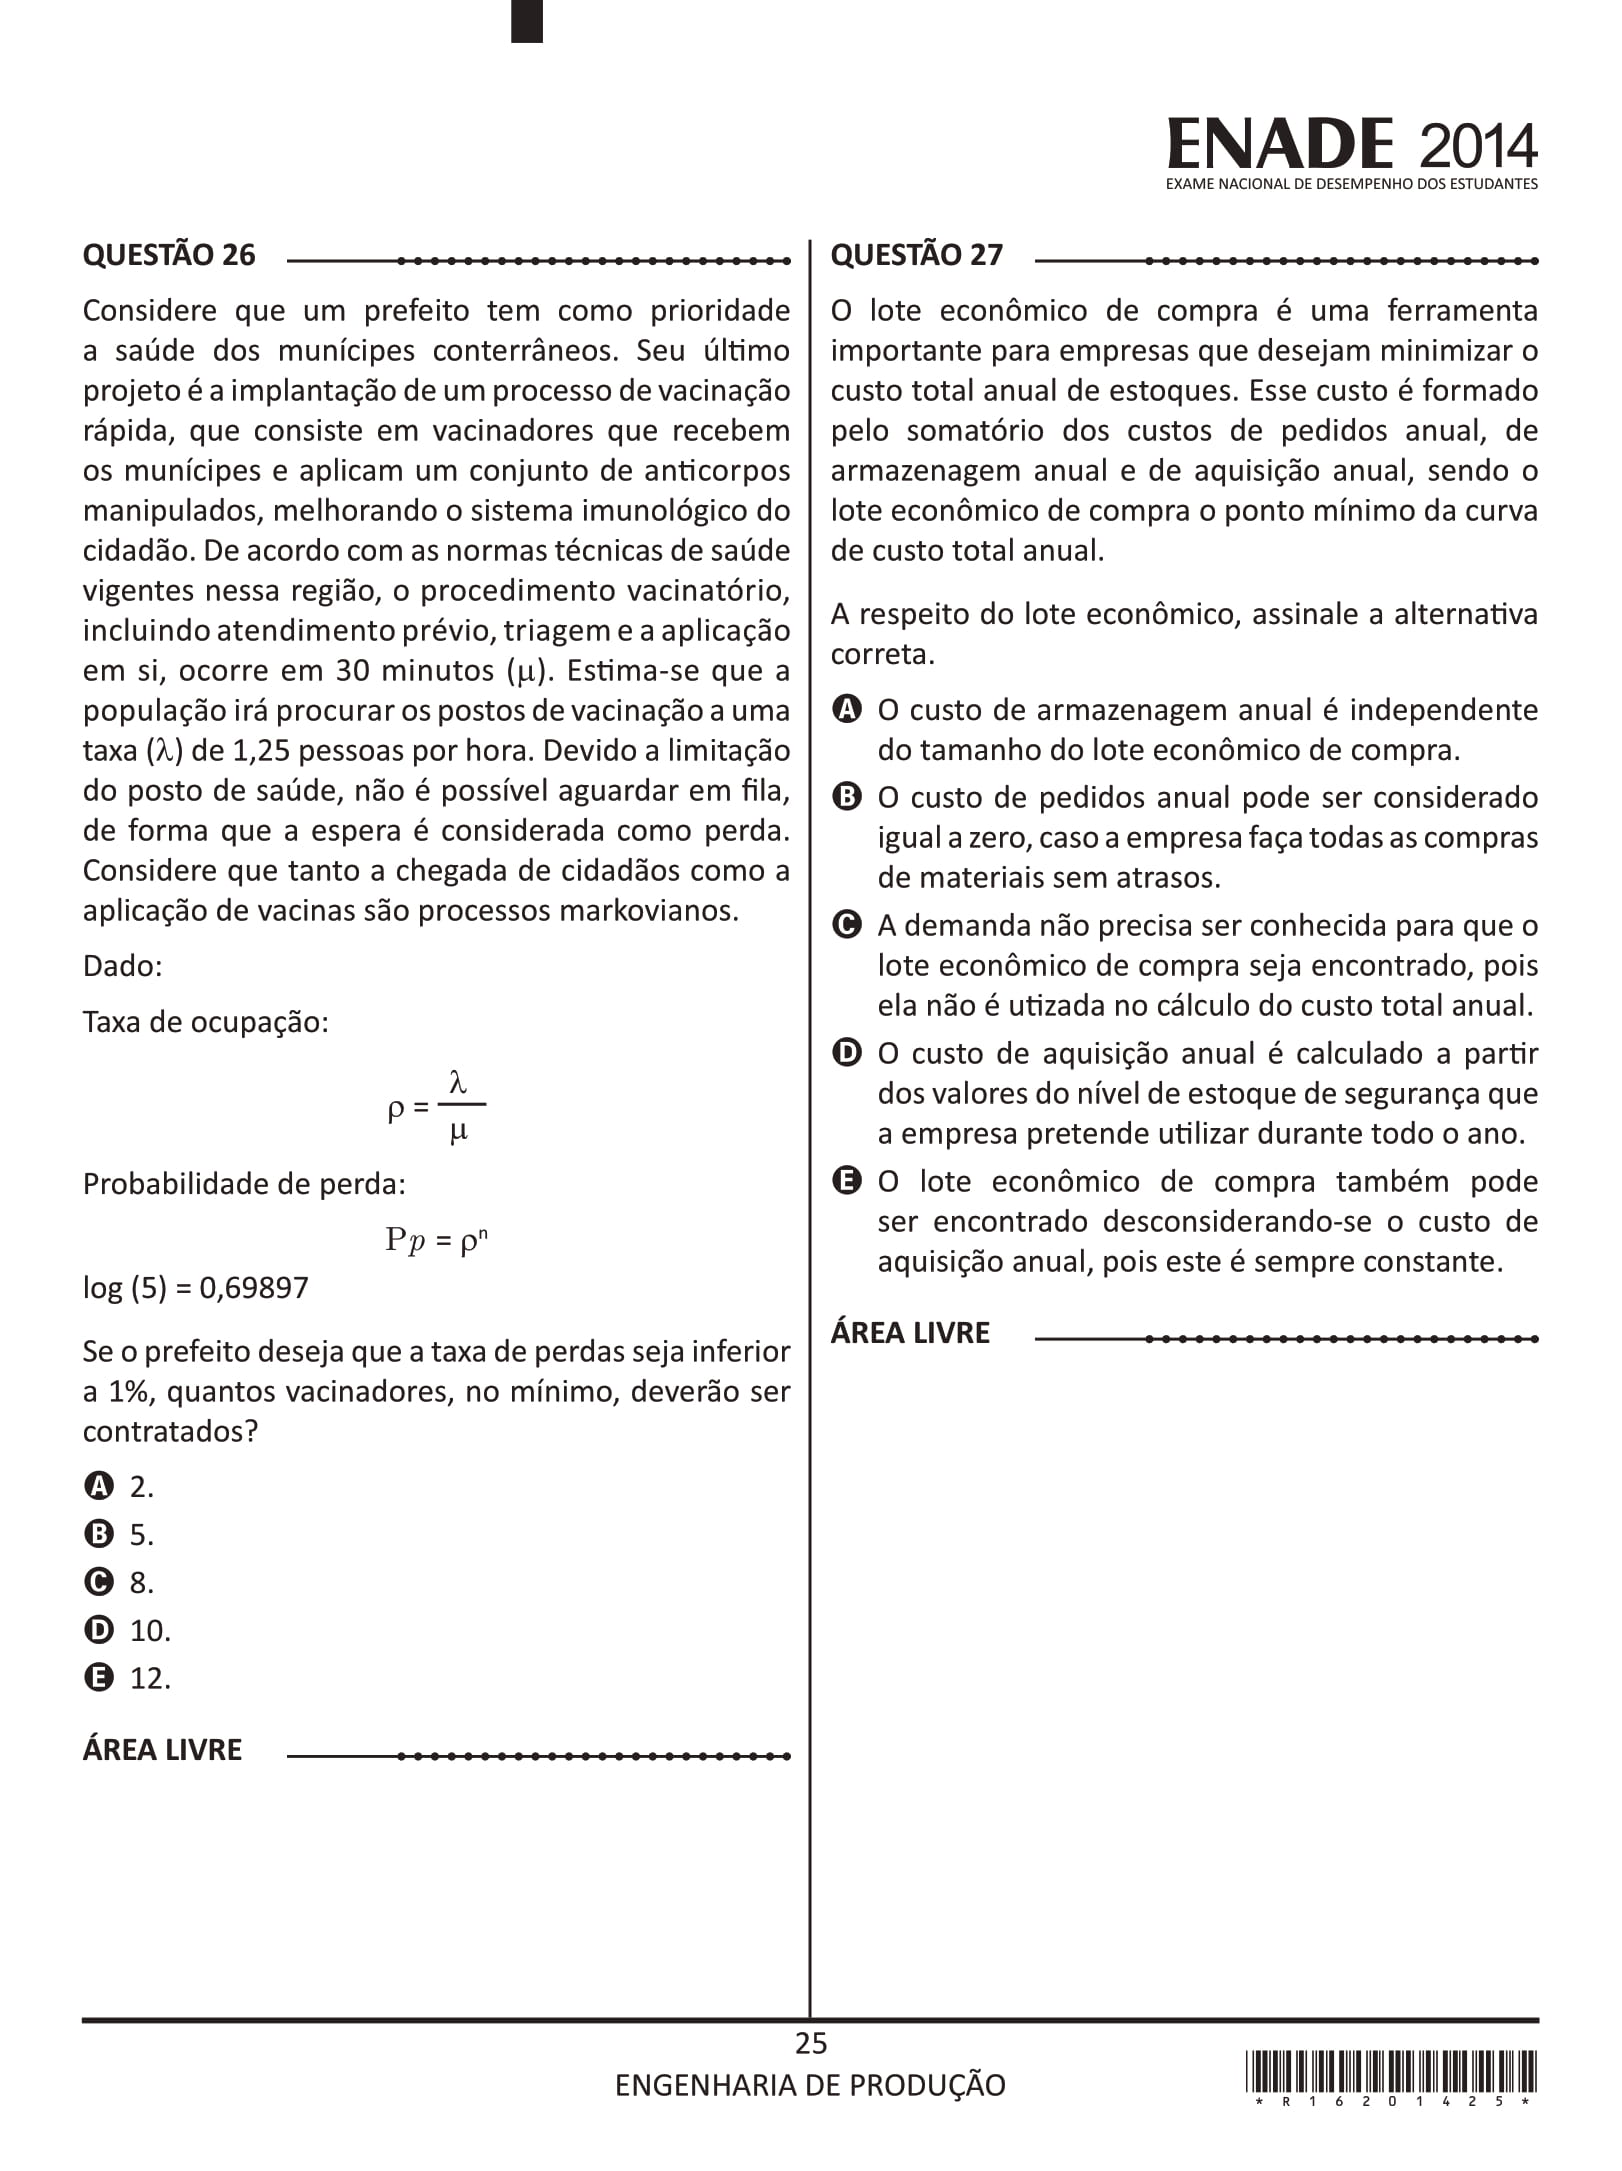 ENADE 2014
EXAME NACIONAL DE DESEMPENHO DOS ESTUDANTES
QUESTÃO 26
Considere que um prefeito tem como prioridade
a saúde dos munícipes conterrâneos. Seu último
projeto é a implantação de um processo de vacinação
rápida, que consiste em vacinadores que recebem
os munícipes e aplicam um conjunto de anticorpos
manipulados, melhorando o sistema imunológico do
cidadão. De acordo com as normas técnicas de saúde
vigentes nessa região, o procedimento vacinatório,
incluindo atendimento prévio, triagem e a aplicação
em si, ocorre em 30 minutos (μ). Estima-se que a
população irá procurar os postos de vacinação a uma
taxa (λ) de 1,25 pessoas por hora. Devido a limitação
do posto de saúde, não é possível aguardar em fila,
de forma que a espera é considerada como perda.
Considere que tanto a chegada de cidadãos como a
aplicação de vacinas são processos markovianos.
Dado:
Taxa de ocupação:
ρ = λ / μ
Probabilidade de perda:
Pp = ρⁿ
log (5) = 0,69897
Se o prefeito deseja que a taxa de perdas seja inferior
a 1%, quantos vacinadores, no mínimo, deverão ser
contratados?
A 2.
B 5.
C 8.
D 10.
E 12.
ÁREA LIVRE
QUESTÃO 27
O lote econômico de compra é uma ferramenta
importante para empresas que desejam minimizar o
custo total anual de estoques. Esse custo é formado
pelo somatório dos custos de pedidos anual, de
armazenagem anual e de aquisição anual, sendo o
lote econômico de compra o ponto mínimo da curva
de custo total anual.
A respeito do lote econômico, assinale a alternativa
correta.
A O custo de armazenagem anual é independente
do tamanho do lote econômico de compra.
B O custo de pedidos anual pode ser considerado
igual a zero, caso a empresa faça todas as compras
de materiais sem atrasos.
C A demanda não precisa ser conhecida para que o
lote econômico de compra seja encontrado, pois
ela não é utizada no cálculo do custo total anual.
D O custo de aquisição anual é calculado a partir
dos valores do nível de estoque de segurança que
a empresa pretende utilizar durante todo o ano.
E O lote econômico de compra também pode
ser encontrado desconsiderando-se o custo de
aquisição anual, pois este é sempre constante.
ÁREA LIVRE
25
ENGENHARIA DE PRODUÇÃO
* R 1 6 2 0 1 4 2 5 *